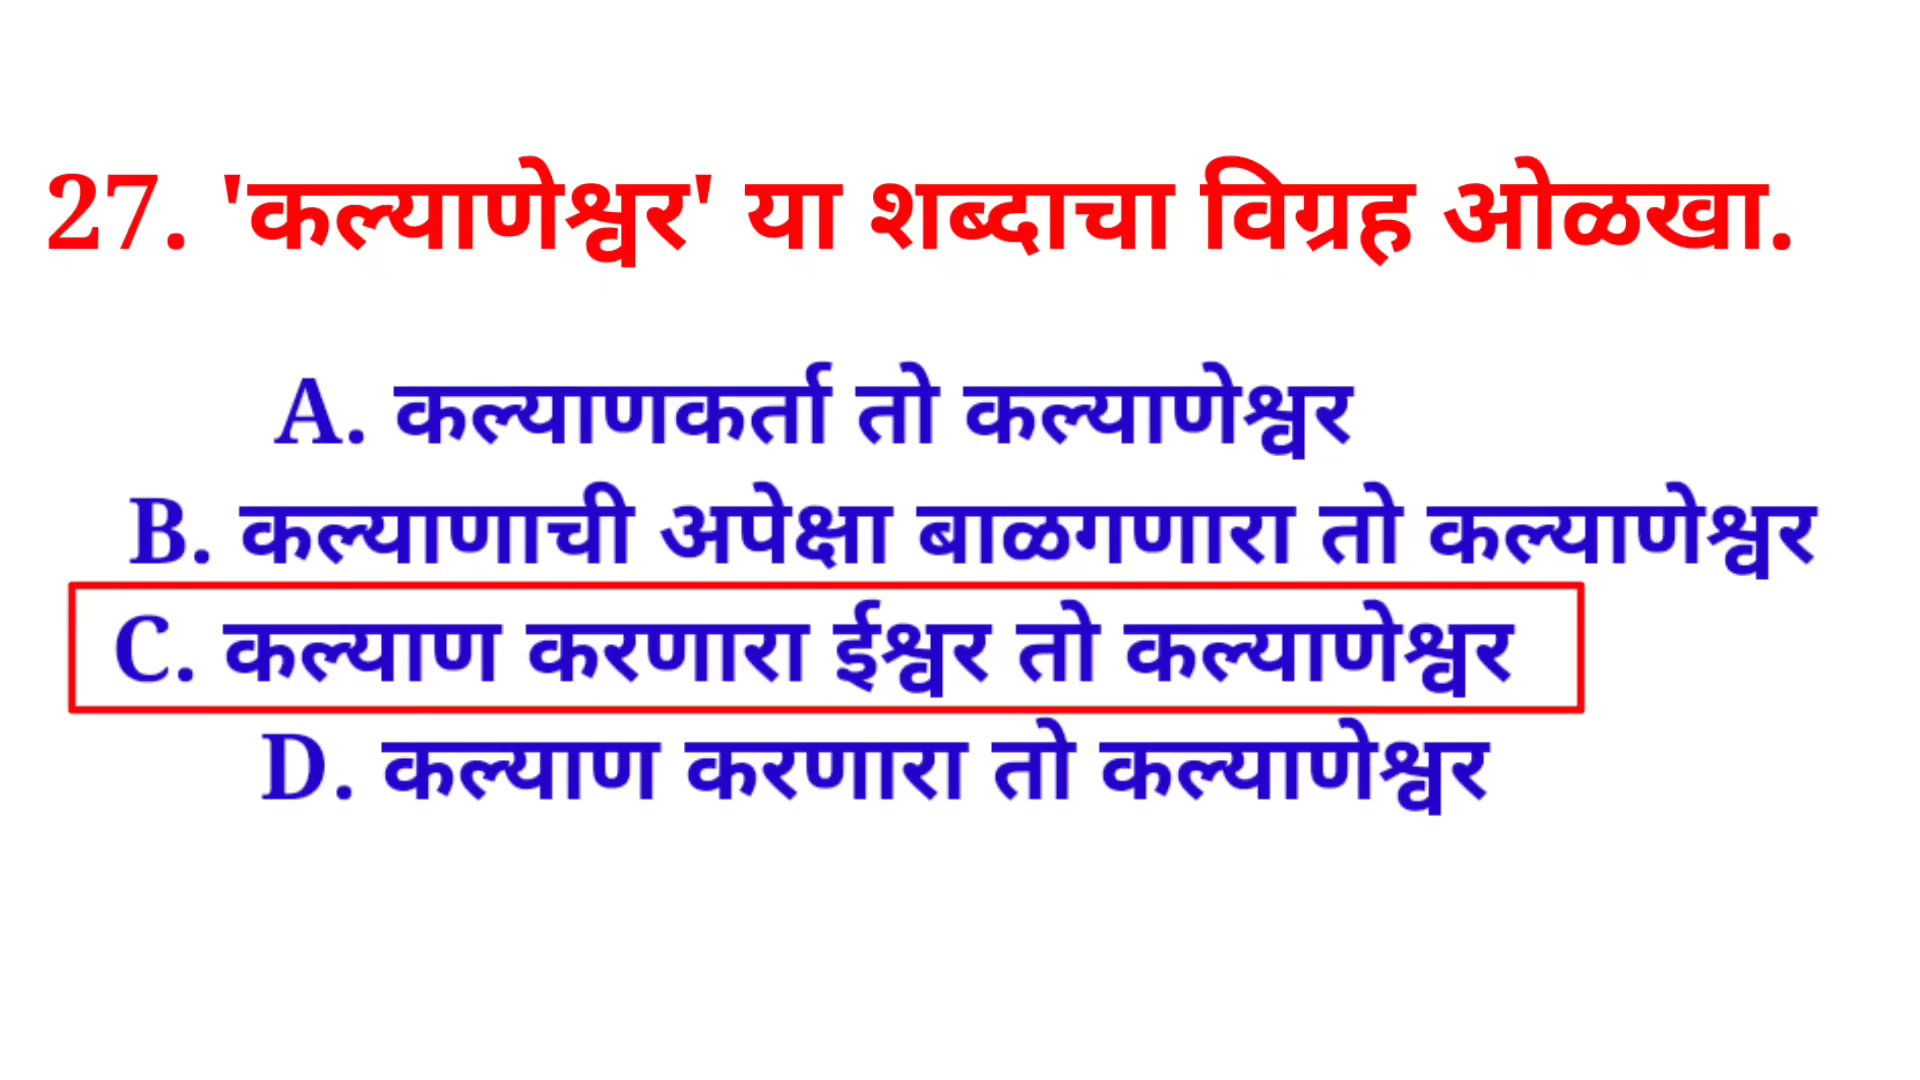 27. 'कल्याणेश्वर' या शब्दाचा विग्रह ओळखा.
A. कल्याणकर्ता तो कल्याणेश्वर
B. कल्याणाची अपेक्षा बाळगणारा तो कल्याणेश्वर
C. कल्याण करणारा ईश्वर तो कल्याणेश्वर
D. कल्याण करणारा तो कल्याणेश्वर